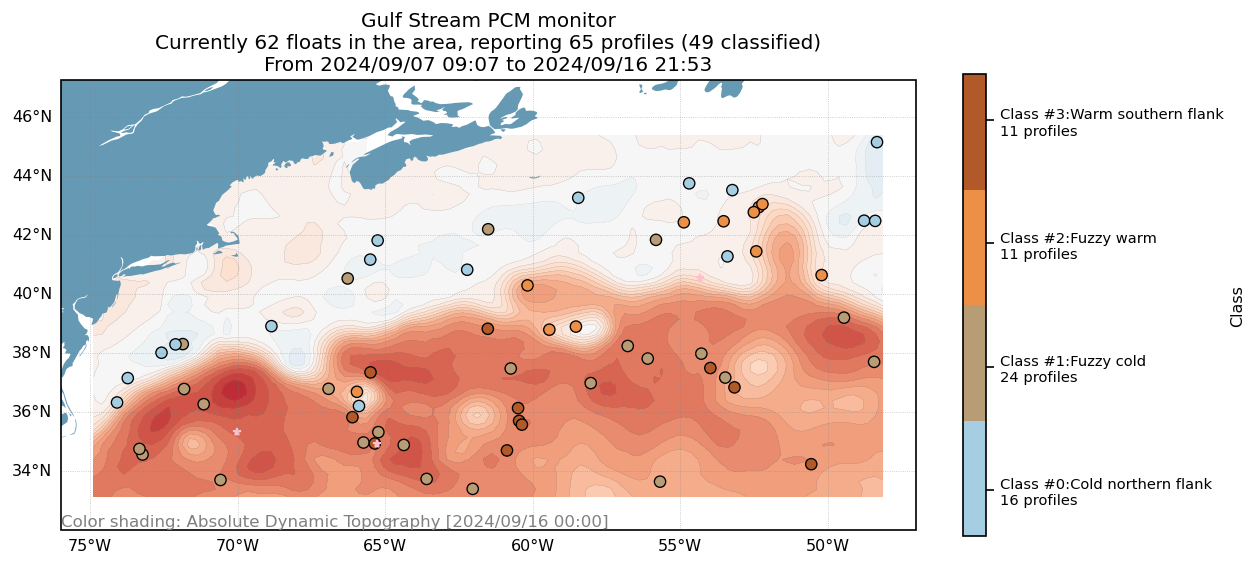 Gulf Stream PCM monitor
Currently 62 floats in the area, reporting 65 profiles (49 classified)
From 2024/09/07 09:07 to 2024/09/16 21:53
46°N
44°N
42°N
40°N
38°N
36°N
34°N
Color shading: Absolute Dynamic Topography [2024/09/16 00:00]
75°W
70°W
65°W
60°W
55°W
50°W
Class #3:Warm southern flank
11 profiles
Class #2:Fuzzy warm
11 profiles
Class #1:Fuzzy cold
24 profiles
Class #0:Cold northern flank
16 profiles
Class